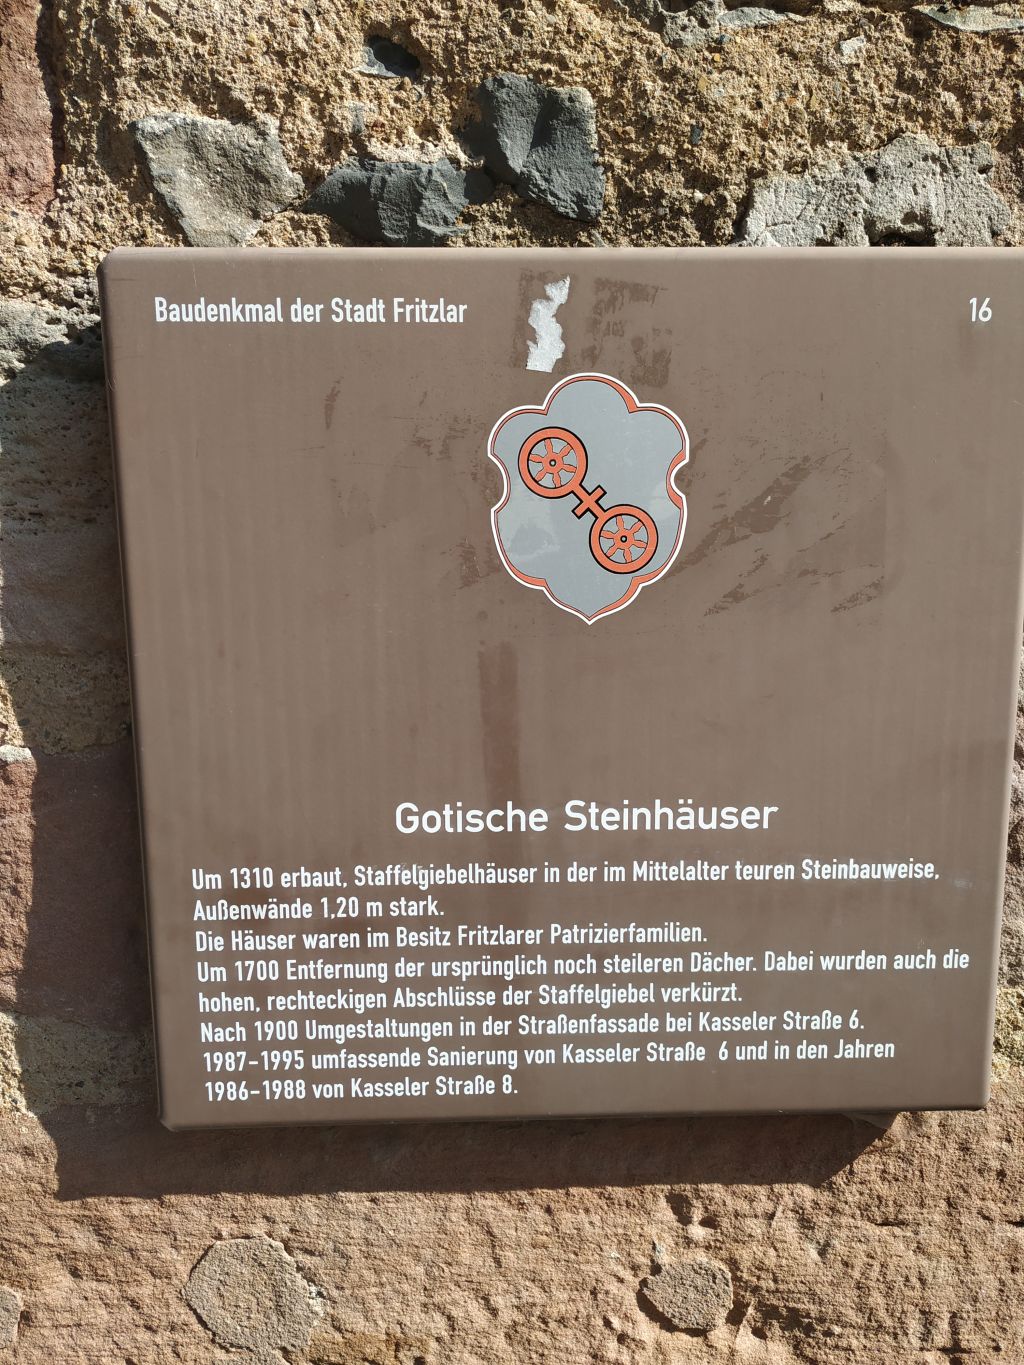 Baudenkmal der Stadt Fritzlar
16
Gotische Steinhäuser
Um 1310 erbaut, Staffelgiebelhäuser in der im Mittelalter teuren Steinbauweise,
Außenwände 1,20 m stark.
Die Häuser waren im Besitz Fritzlarer Patrizierfamilien.
Um 1700 Entfernung der ursprünglich noch steileren Dächer. Dabei wurden auch die
hohen, rechteckigen Abschlüsse der Staffelgiebel verkürzt.
Nach 1900 Umgestaltungen in der Straßenfassade bei Kasseler Straße 6.
1987-1995 umfassende Sanierung von Kasseler Straße 6 und in den Jahren
1986-1988 von Kasseler Straße 8.